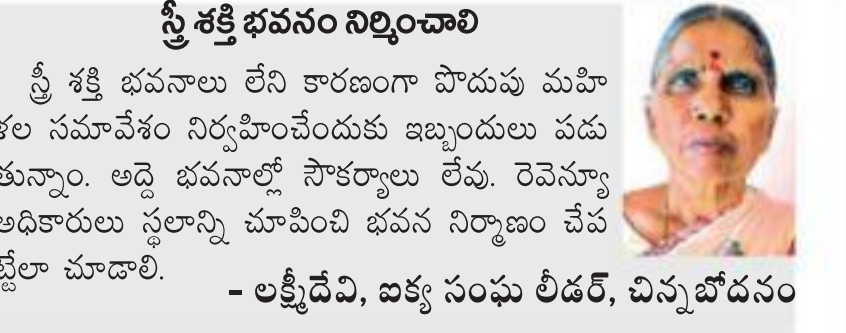 స్త్రీ శక్తి భవనం నిర్మించాలి
స్త్రీ శక్తి భవనాలు లేని కారణంగా పొదుపు మహి
ళల సమావేశం నిర్వహించేందుకు ఇబ్బందులు పడు
తున్నాం. అద్దె భవనాల్లో సౌకర్యాలు లేవు. రెవెన్యూ
అధికారులు స్థలాన్ని చూపించి భవన నిర్మాణం చేప
ట్టేలా చూడాలి.
- లక్ష్మీదేవి, ఐక్య సంఘ లీడర్, చిన్నబోదనం